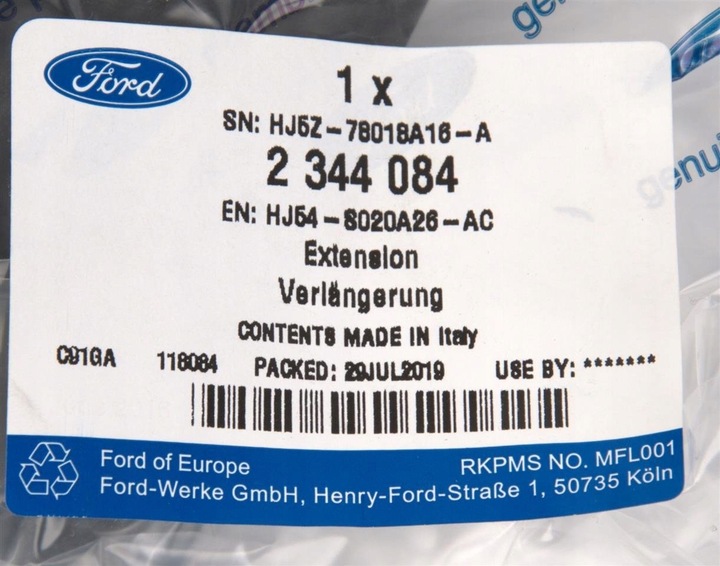 genuine
Ford
1 x
SN: HJ5Z-78018A16-A
2 344 084
EN: HJ54-S020A26-AC
Extension
Verlängerung
CONTENTS MADE IN Italy
C91GA 118084 PACKED: 29JUL2019 USE BY: *******
Ford of Europe RKPMS NO. MFL001
Ford-Werke GmbH, Henry-Ford-Straße 1, 50735 Köln